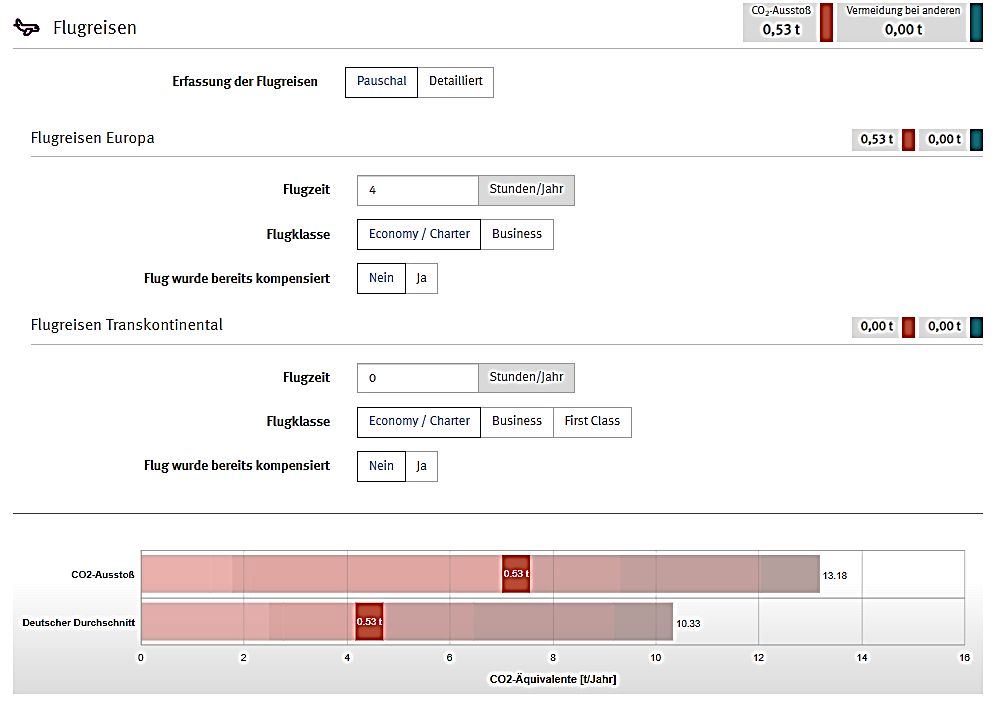 CO₂-Ausstoß
0,53 t
Vermeidung bei anderen
0,00 t
Flugreisen
Erfassung der Flugreisen
Pauschal
Detailliert
Flugreisen Europa
0,53 t
0,00 t
Flugzeit
4
Stunden/Jahr
Flugklasse
Economy / Charter
Business
Flug wurde bereits kompensiert
Nein
Ja
Flugreisen Transkontinental
0,00 t
0,00 t
Flugzeit
0
Stunden/Jahr
Flugklasse
Economy / Charter
Business
First Class
Flug wurde bereits kompensiert
Nein
Ja
CO2-Ausstoß
0.53 t
13.18
Deutscher Durchschnitt
0.53 t
10.33
0
2
4
6
8
10
12
14
16
CO2-Äquivalente [t/Jahr]